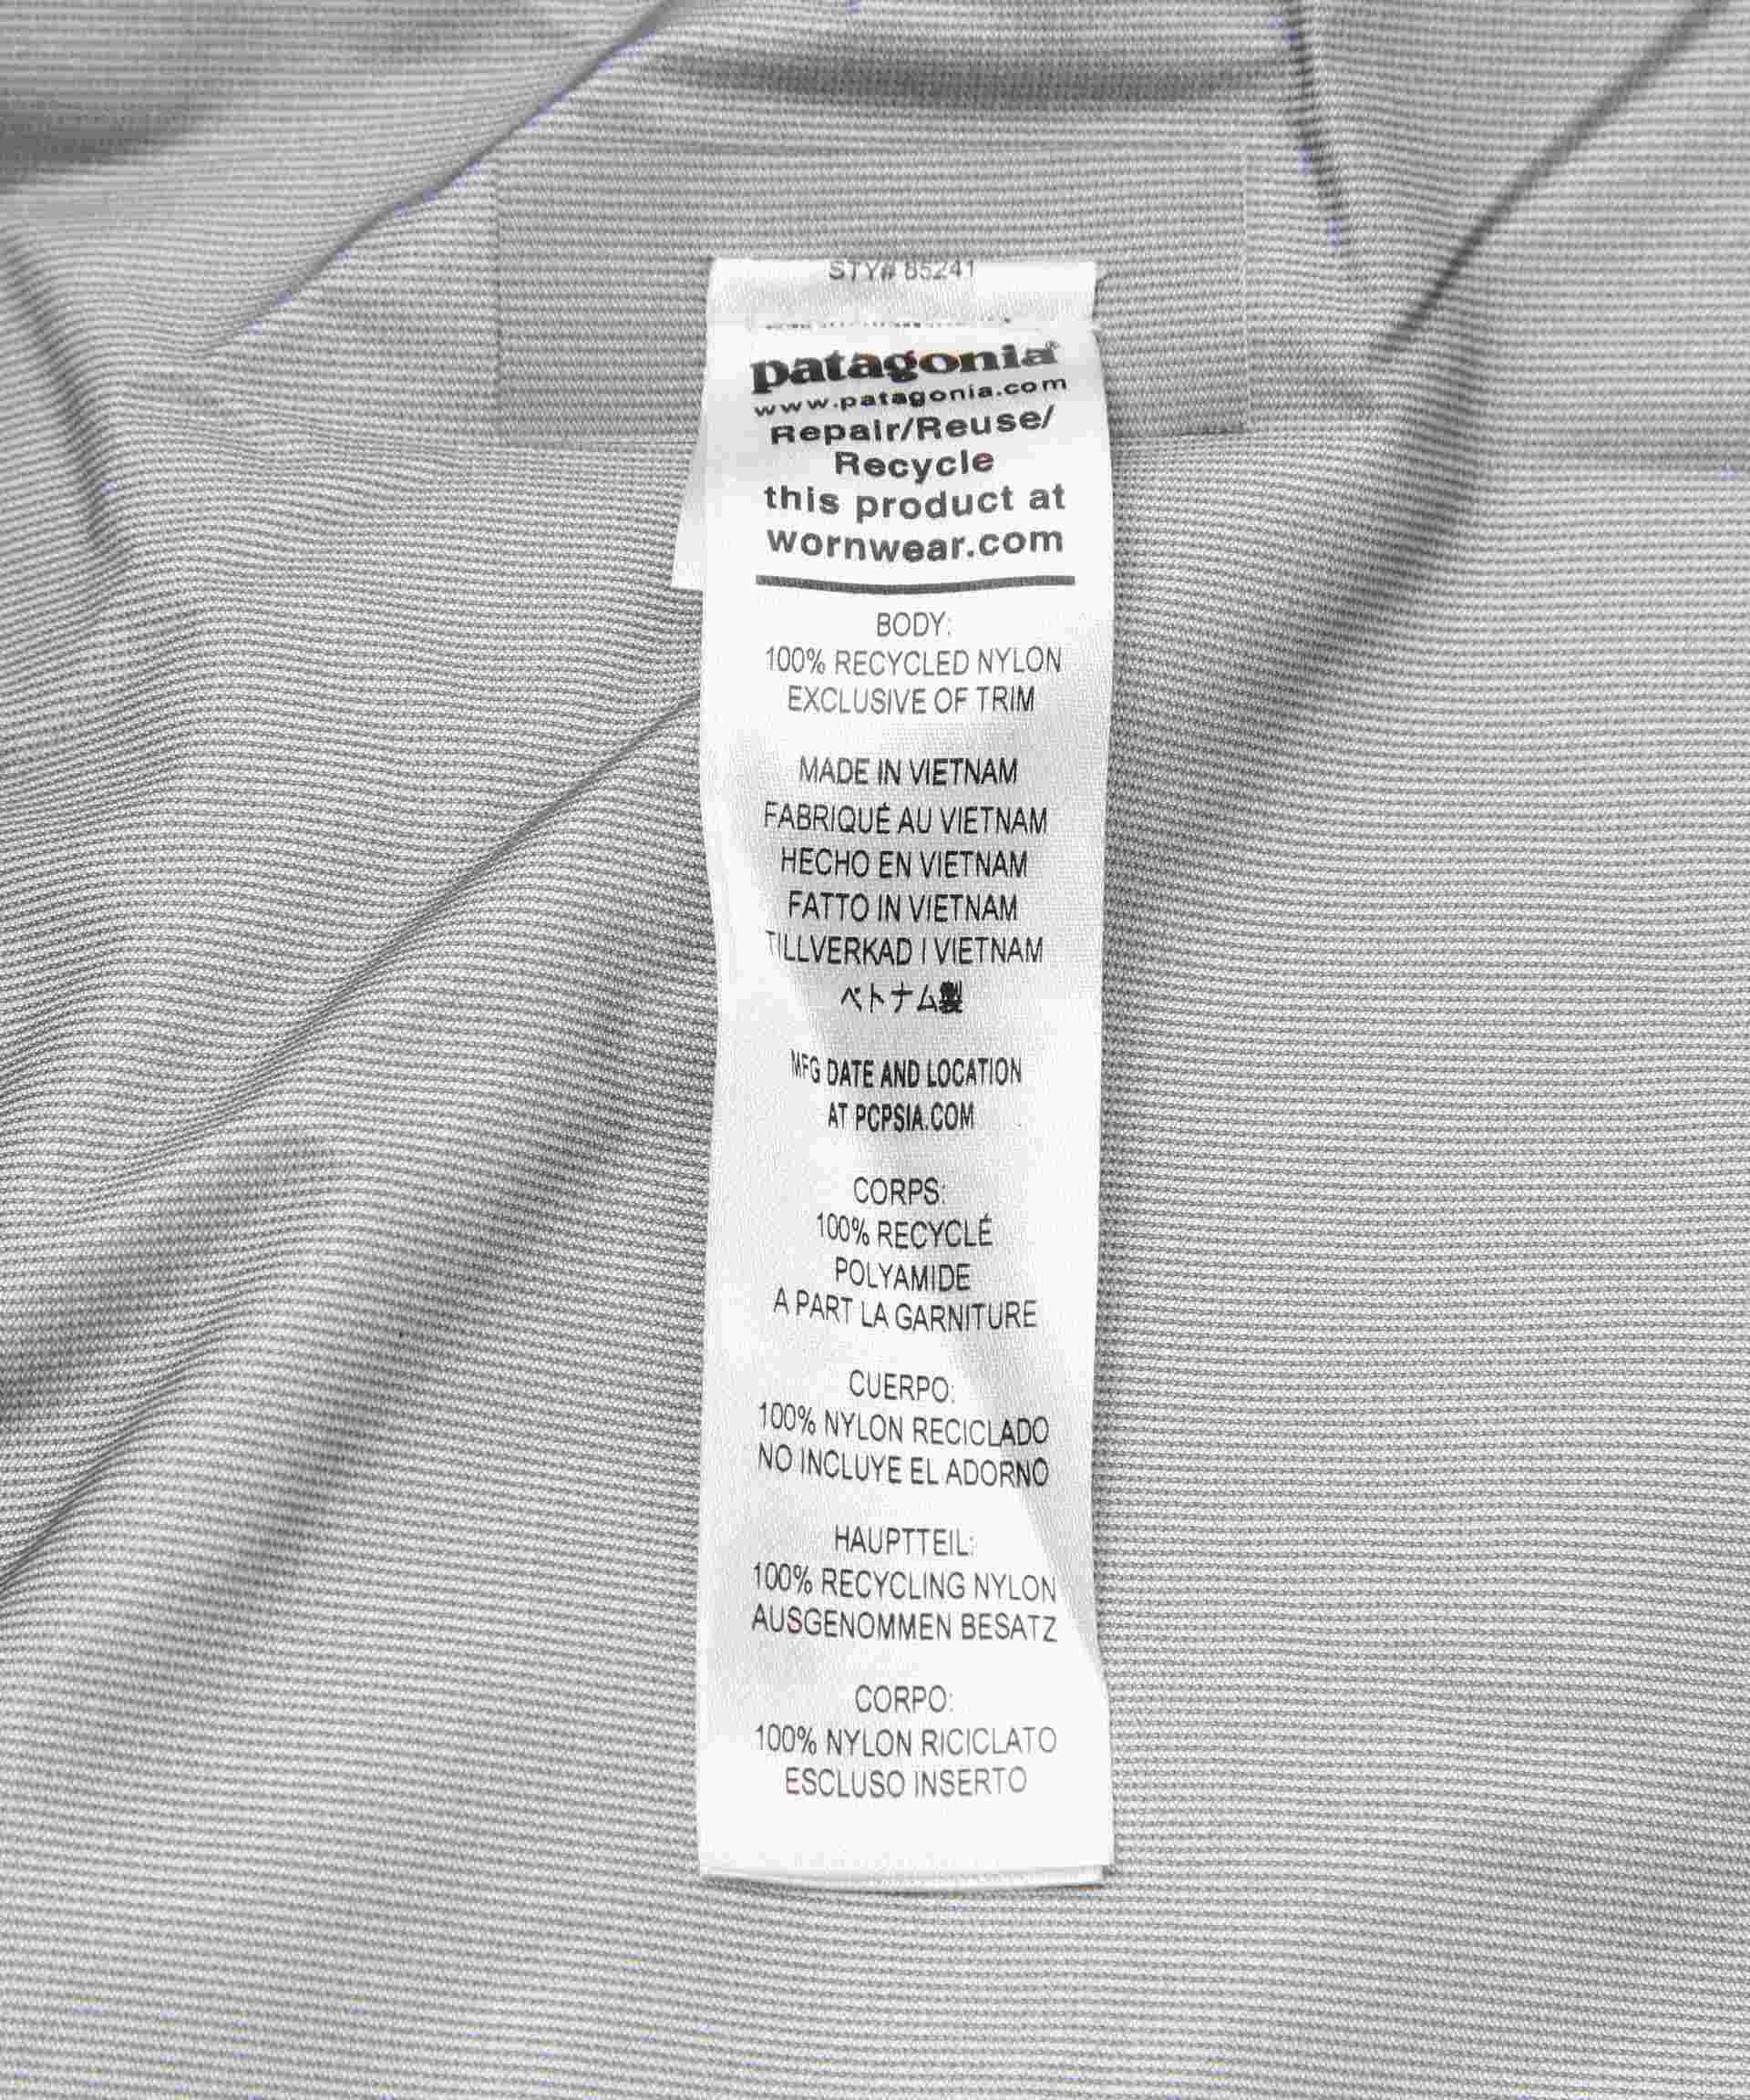 STY# 85241
patagonia®
www.patagonia.com
Repair/Reuse/
Recycle
this product at
wornwear.com
BODY:
100% RECYCLED NYLON
EXCLUSIVE OF TRIM
MADE IN VIETNAM
FABRIQUÉ AU VIETNAM
HECHO EN VIETNAM
FATTO IN VIETNAM
TILLVERKAD I VIETNAM
ベトナム製
MFG DATE AND LOCATION
AT PCPSIA.COM
CORPS:
100% RECYCLÉ
POLYAMIDE
A PART LA GARNITURE
CUERPO:
100% NYLON RECICLADO
NO INCLUYE EL ADORNO
HAUPTTEIL:
100% RECYCLING NYLON
AUSGENOMMEN BESATZ
CORPO:
100% NYLON RICICLATO
ESCLUSO INSERTO